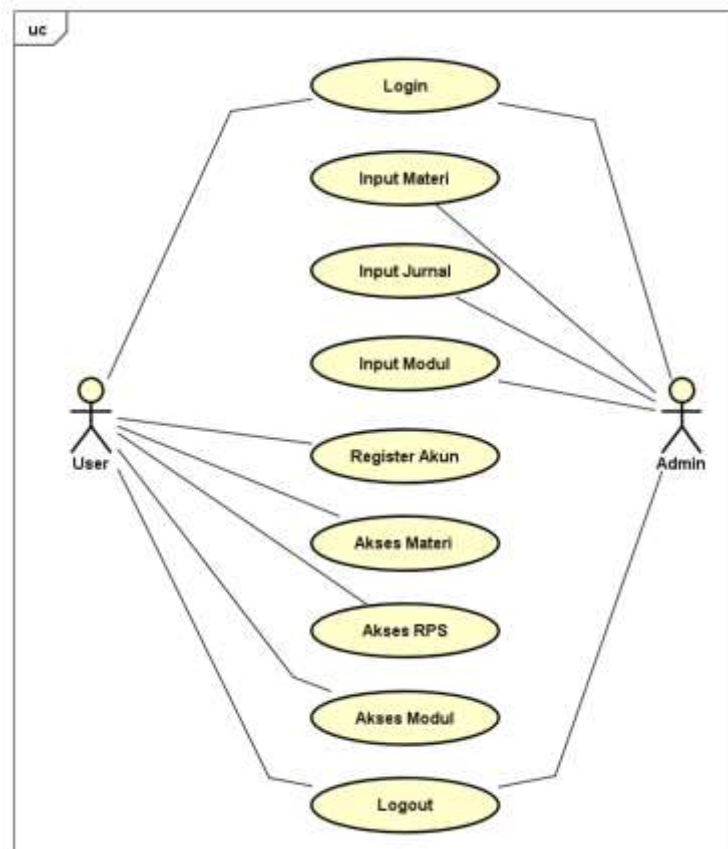 uc
Login
Input Materi
Input Jurnal
Input Modul
User
Admin
Register Akun
Akses Materi
Akses RPS
Akses Modul
Logout